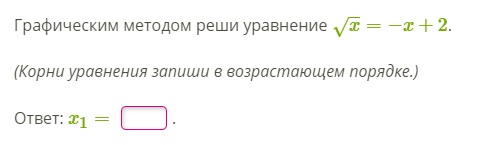 Графическим методом реши уравнение √x = −x + 2.
(Корни уравнения запиши в возрастающем порядке.)
Ответ: x₁ = .